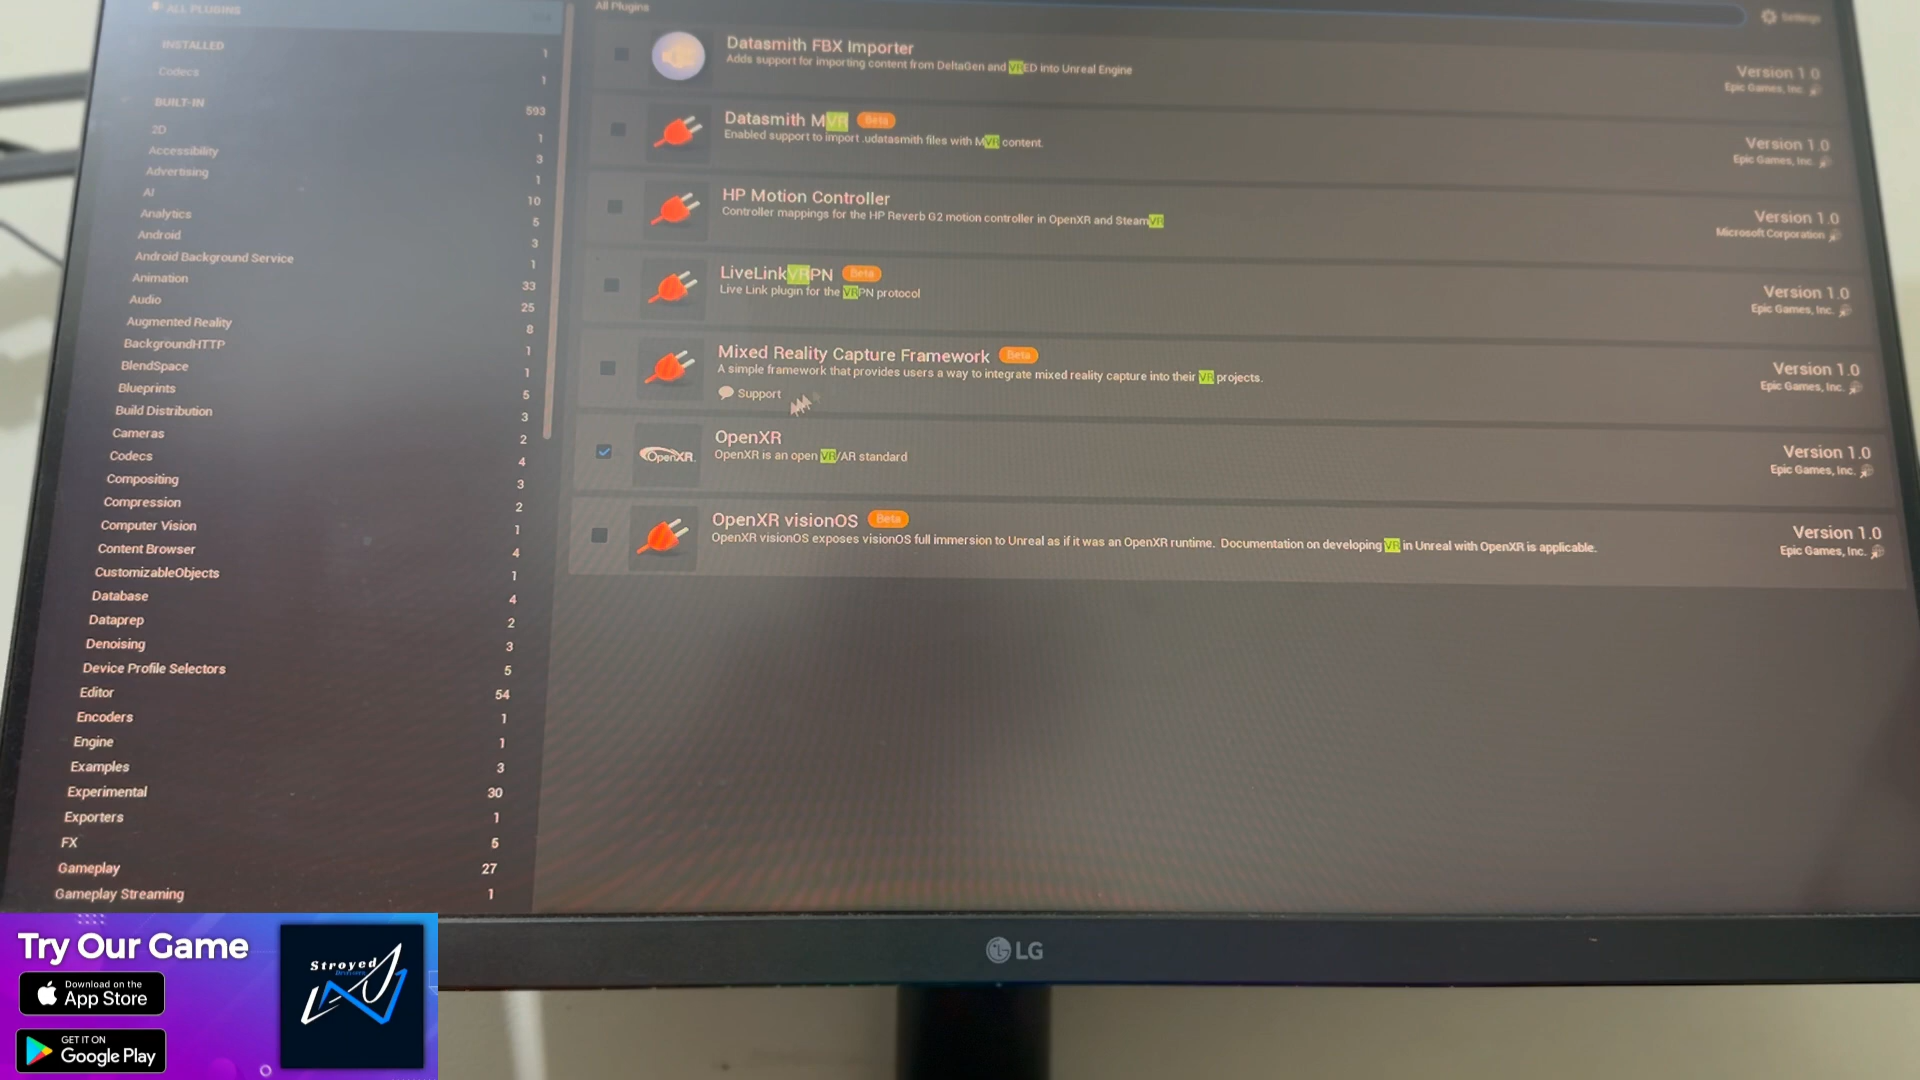 ALL PLUGINS
INSTALLED 1
Codecs 1
BUILT-IN 593
2D 1
Accessibility 3
Advertising 1
AI 10
Analytics 5
Android 3
Android Background Service 1
Animation 33
Audio 25
Augmented Reality 8
BackgroundHTTP 1
BlendSpace 1
Blueprints 5
Build Distribution 3
Cameras 2
Codecs 4
Compositing 3
Compression 2
Computer Vision 1
Content Browser 4
CustomizableObjects 1
Database 4
Dataprep 2
Denoising 3
Device Profile Selectors 5
Editor 54
Encoders 1
Engine 1
Examples 3
Experimental 30
Exporters 1
FX 5
Gameplay 27
Gameplay Streaming 1
All Plugins
Settings
Datasmith FBX Importer
Adds support for importing content from DeltaGen and VRED into Unreal Engine
Version 1.0
Epic Games, Inc.
Datasmith MVR Beta
Enabled support to import .udatasmith files with MVR content.
Version 1.0
Epic Games, Inc.
HP Motion Controller
Controller mappings for the HP Reverb G2 motion controller in OpenXR and SteamVR
Version 1.0
Microsoft Corporation
LiveLinkVRPN Beta
Live Link plugin for the VRPN protocol
Version 1.0
Epic Games, Inc.
Mixed Reality Capture Framework Beta
A simple framework that provides users a way to integrate mixed reality capture into their VR projects.
Support
Version 1.0
Epic Games, Inc.
OpenXR
OpenXR
OpenXR is an open VR/AR standard
Version 1.0
Epic Games, Inc.
OpenXR visionOS Beta
OpenXR visionOS exposes visionOS full immersion to Unreal as if it was an OpenXR runtime. Documentation on developing VR in Unreal with OpenXR is applicable.
Version 1.0
Epic Games, Inc.
LG
Try Our Game
Download on the
App Store
GET IT ON
Google Play
Stroyed